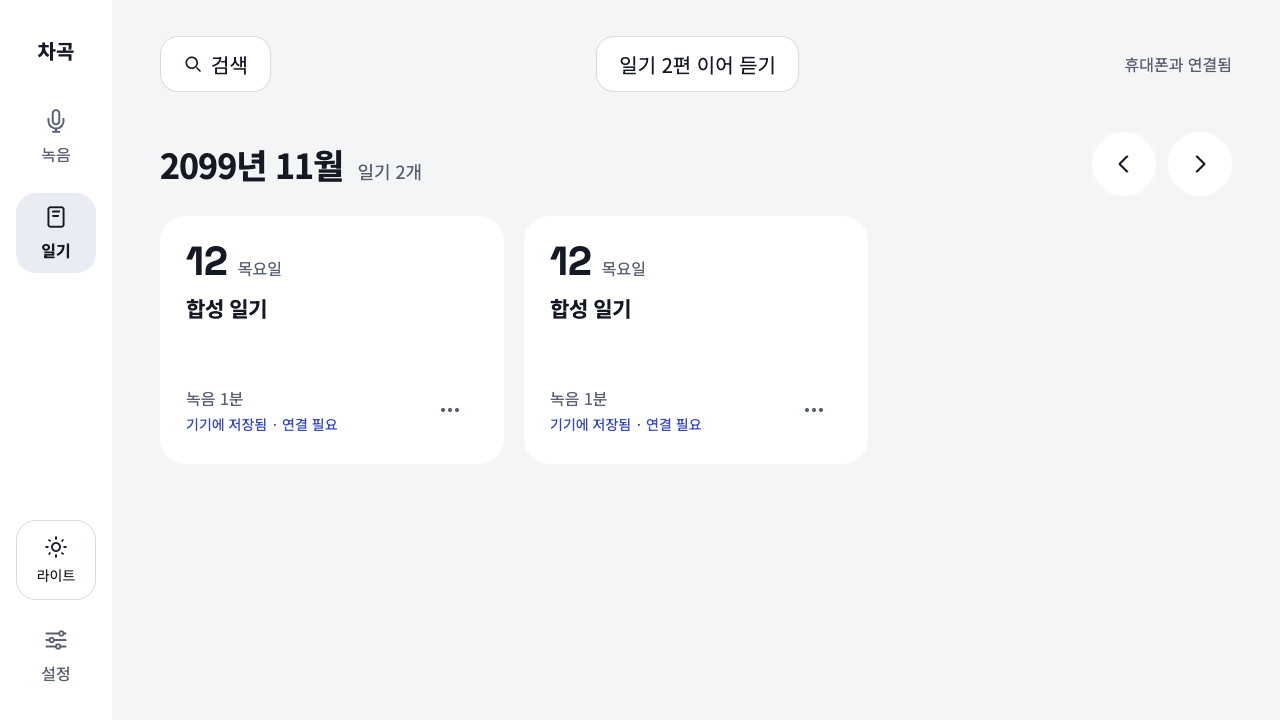 차곡
녹음
일기
라이트
설정
검색
일기 2편 이어 듣기
휴대폰과 연결됨
2099년 11월 일기 2개
12 목요일
합성 일기
녹음 1분
기기에 저장됨 · 연결 필요
12 목요일
합성 일기
녹음 1분
기기에 저장됨 · 연결 필요